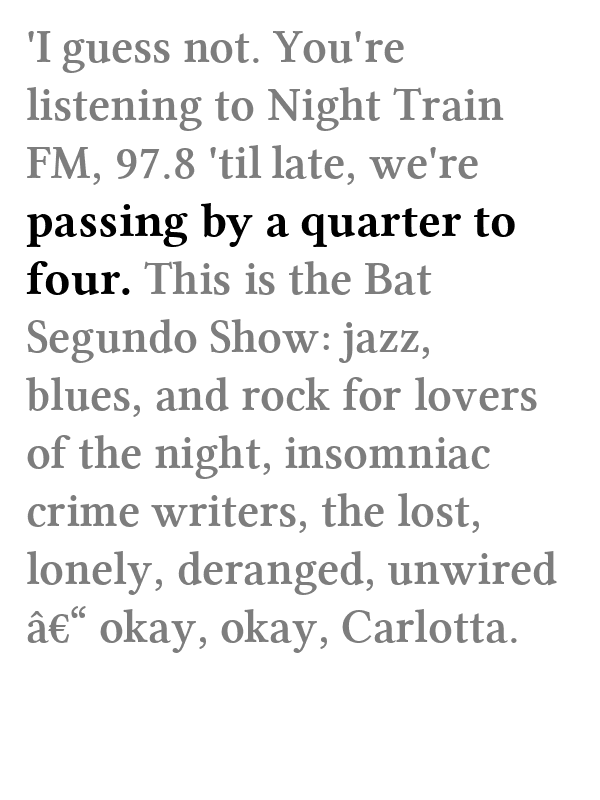 'I guess not. You're
listening to Night Train
FM, 97.8 'til late, we're
passing by a quarter to
four. This is the Bat
Segundo Show: jazz,
blues, and rock for lovers
of the night, insomniac
crime writers, the lost,
lonely, deranged, unwired
â€“ okay, okay, Carlotta.